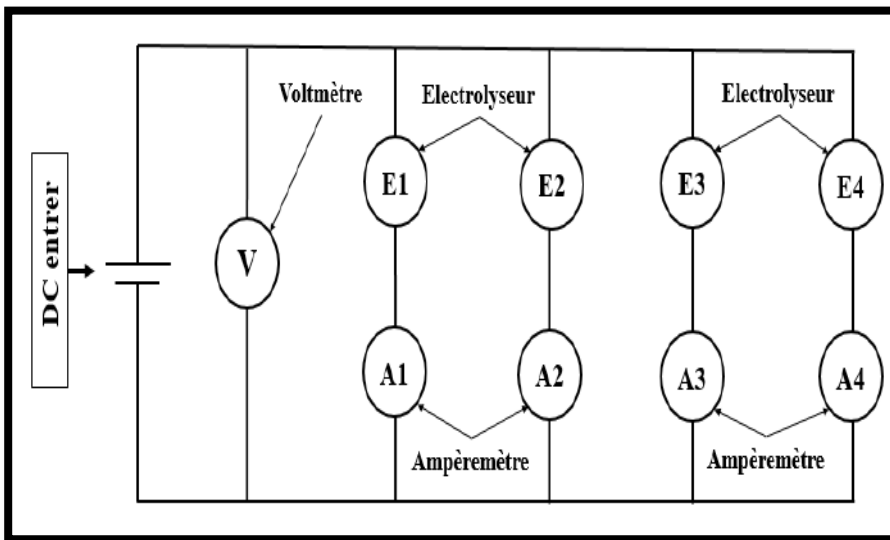 Voltmètre
Electrolyseur
Electrolyseur
DC entrer
E1
E2
E3
E4
V
A1
A2
A3
A4
Ampèremètre
Ampèremètre